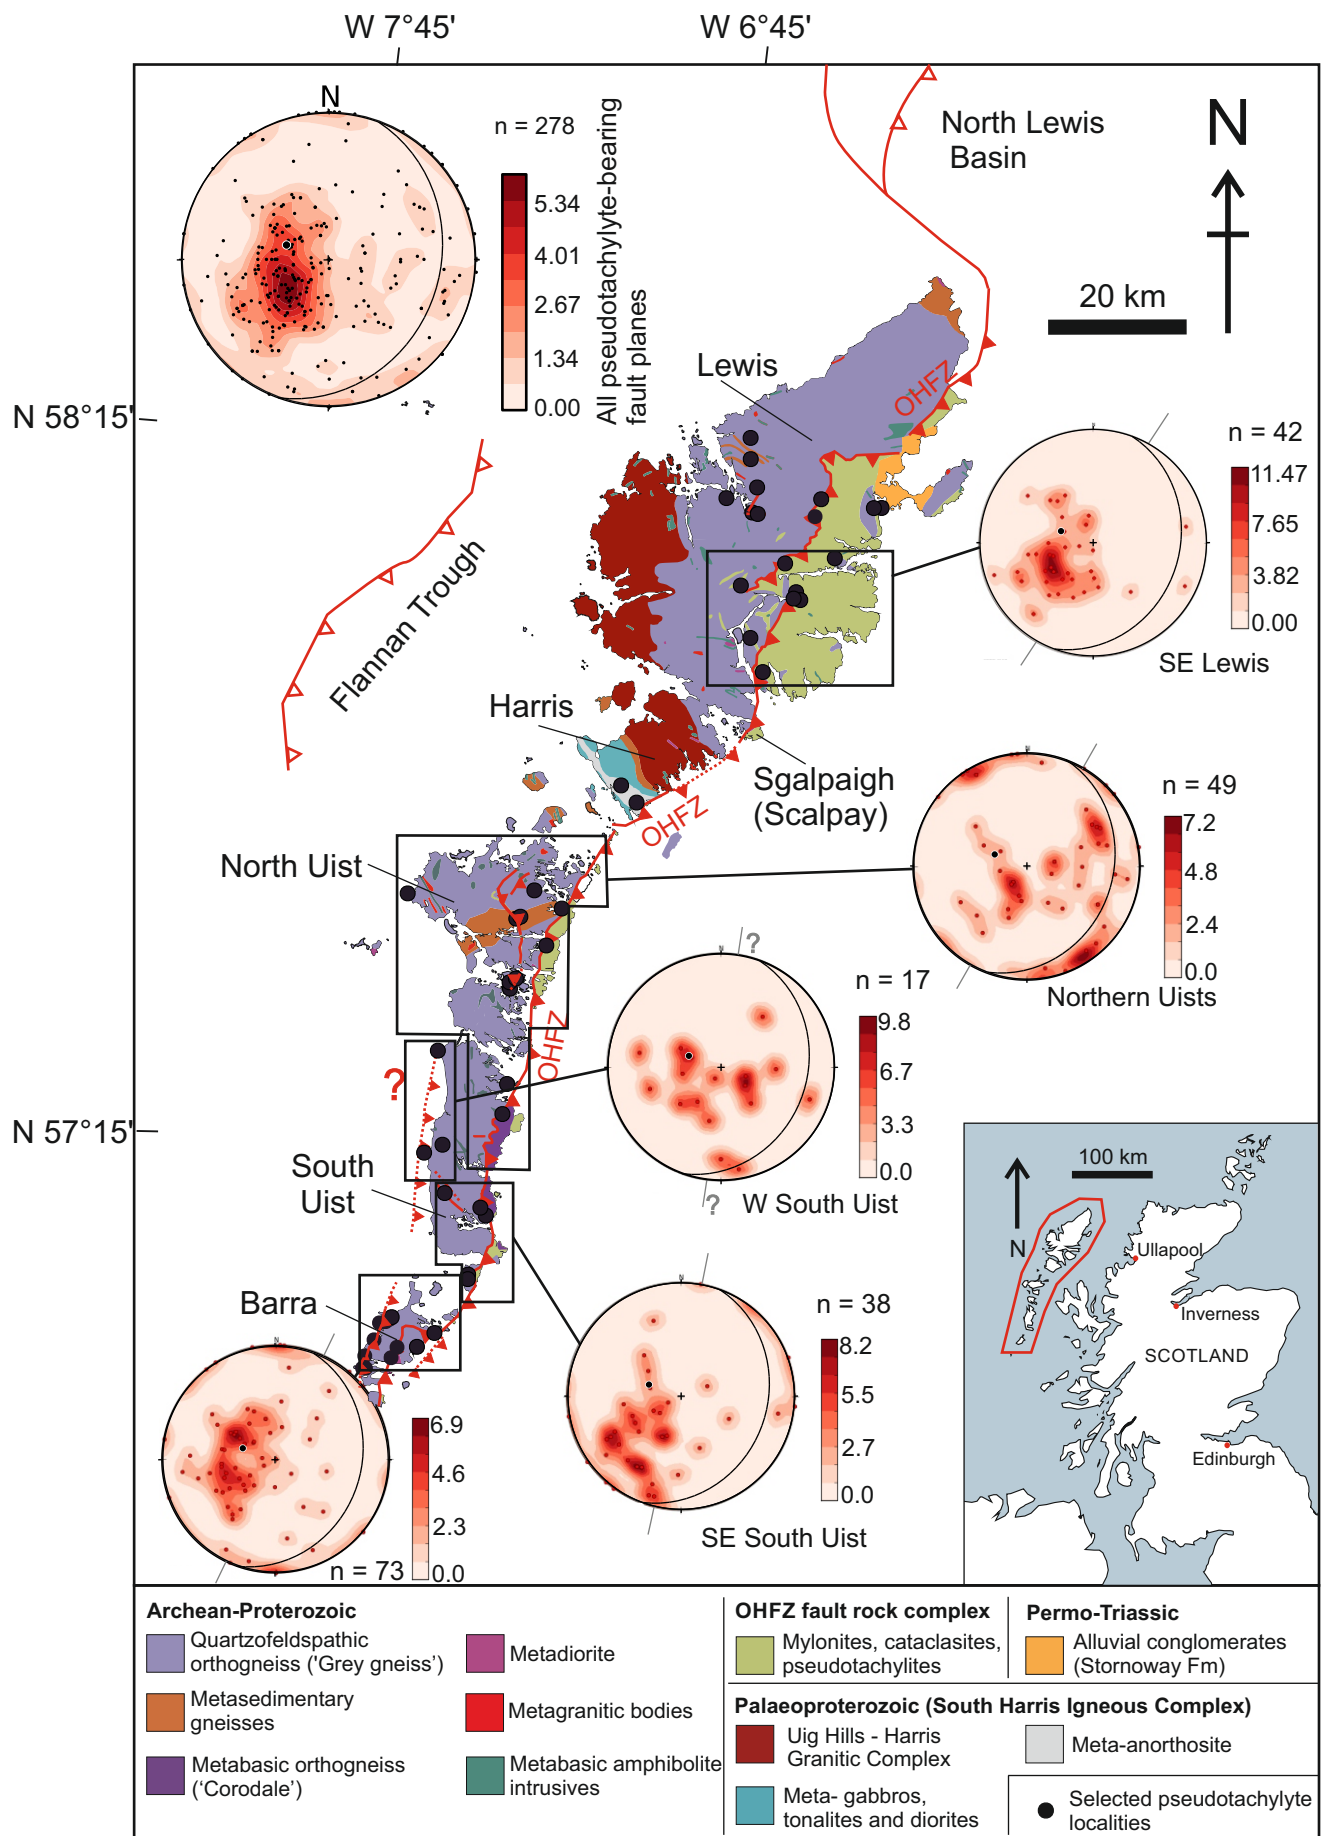 W 7°45'
W 6°45'
N
n = 278
5.34
4.01
2.67
1.34
0.00
All pseudotachylyte-bearing
fault planes
North Lewis
Basin
N
20 km
N 58°15'
Lewis
OHFZ
n = 42
11.47
7.65
3.82
0.00
SE Lewis
Flannan Trough
Harris
Sgalpaigh
(Scalpay)
OHFZ
n = 49
7.2
4.8
2.4
0.0
Northern Uists
North Uist
?
n = 17
9.8
6.7
3.3
0.0
W South Uist
?
OHFZ
?
N 57°15'
South
Uist
100 km
N
Ullapool
Inverness
SCOTLAND
Edinburgh
Barra
n = 38
8.2
5.5
2.7
0.0
SE South Uist
6.9
4.6
2.3
0.0
n = 73
Archean-Proterozoic
Quartzofeldspathic
orthogneiss ('Grey gneiss')
Metasedimentary
gneisses
Metabasic orthogneiss
('Corodale')
Metadiorite
Metagranitic bodies
Metabasic amphibolite
intrusives
OHFZ fault rock complex
Mylonites, cataclasites,
pseudotachylites
Permo-Triassic
Alluvial conglomerates
(Stornoway Fm)
Palaeoproterozoic (South Harris Igneous Complex)
Uig Hills - Harris
Granitic Complex
Meta-anorthosite
Meta- gabbros,
tonalites and diorites
Selected pseudotachylyte
localities